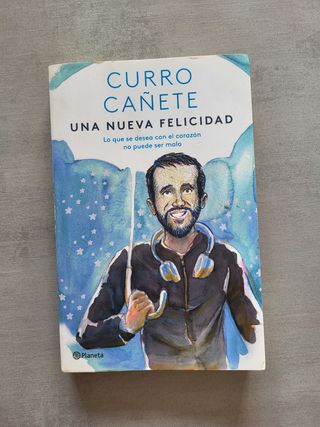 CURRO
CAÑETE
UNA NUEVA FELICIDAD
Lo que se desea con el corazón
no puede ser malo
Planeta